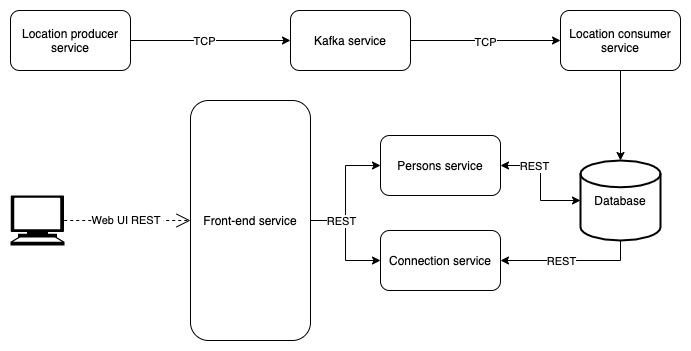 Location producer
service
TCP
Kafka service
TCP
Location consumer
service
Web UI REST
Front-end service
REST
Persons service
REST
Database
Connection service
REST